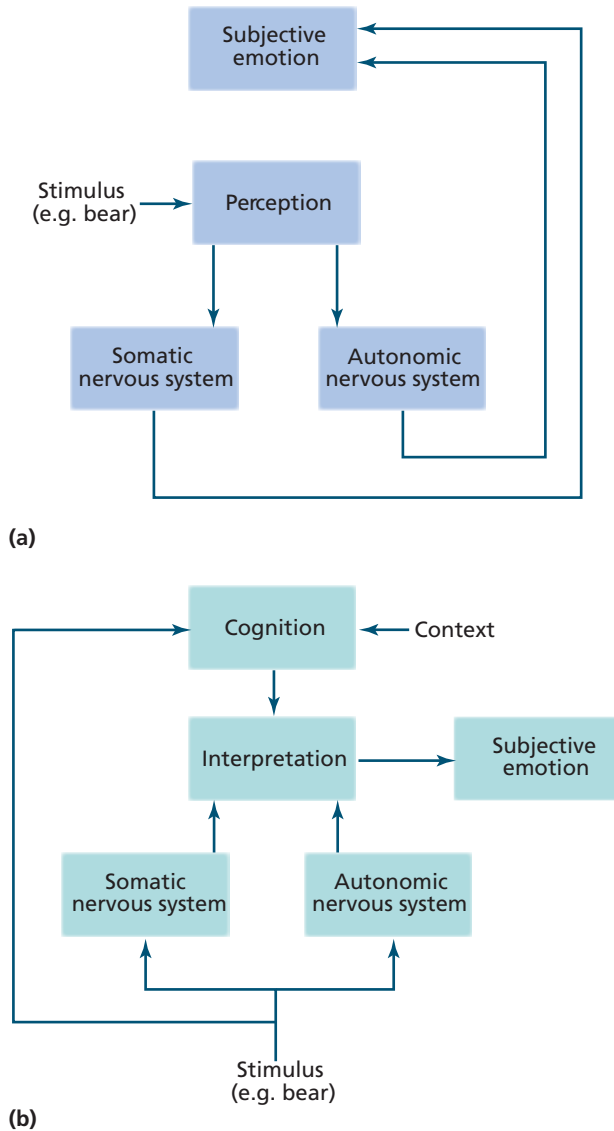 Subjective
emotion
Stimulus
(e.g. bear)
Perception
Somatic
nervous system
Autonomic
nervous system
(a)
Cognition
Context
Interpretation
Subjective
emotion
Somatic
nervous system
Autonomic
nervous system
Stimulus
(e.g. bear)
(b)